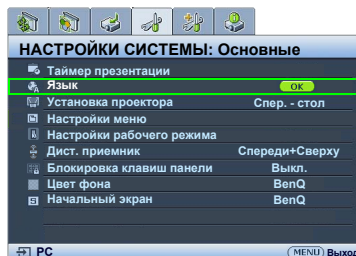 НАСТРОЙКИ СИСТЕМЫ: Основные
Таймер презентации
Язык OK
Установка проектора Спер. - стол
Настройки меню
Настройки рабочего режима
Дист. приемник Спереди+Сверху
Блокировка клавиш панели Выкл.
Цвет фона BenQ
Начальный экран BenQ
PC MENU Выход